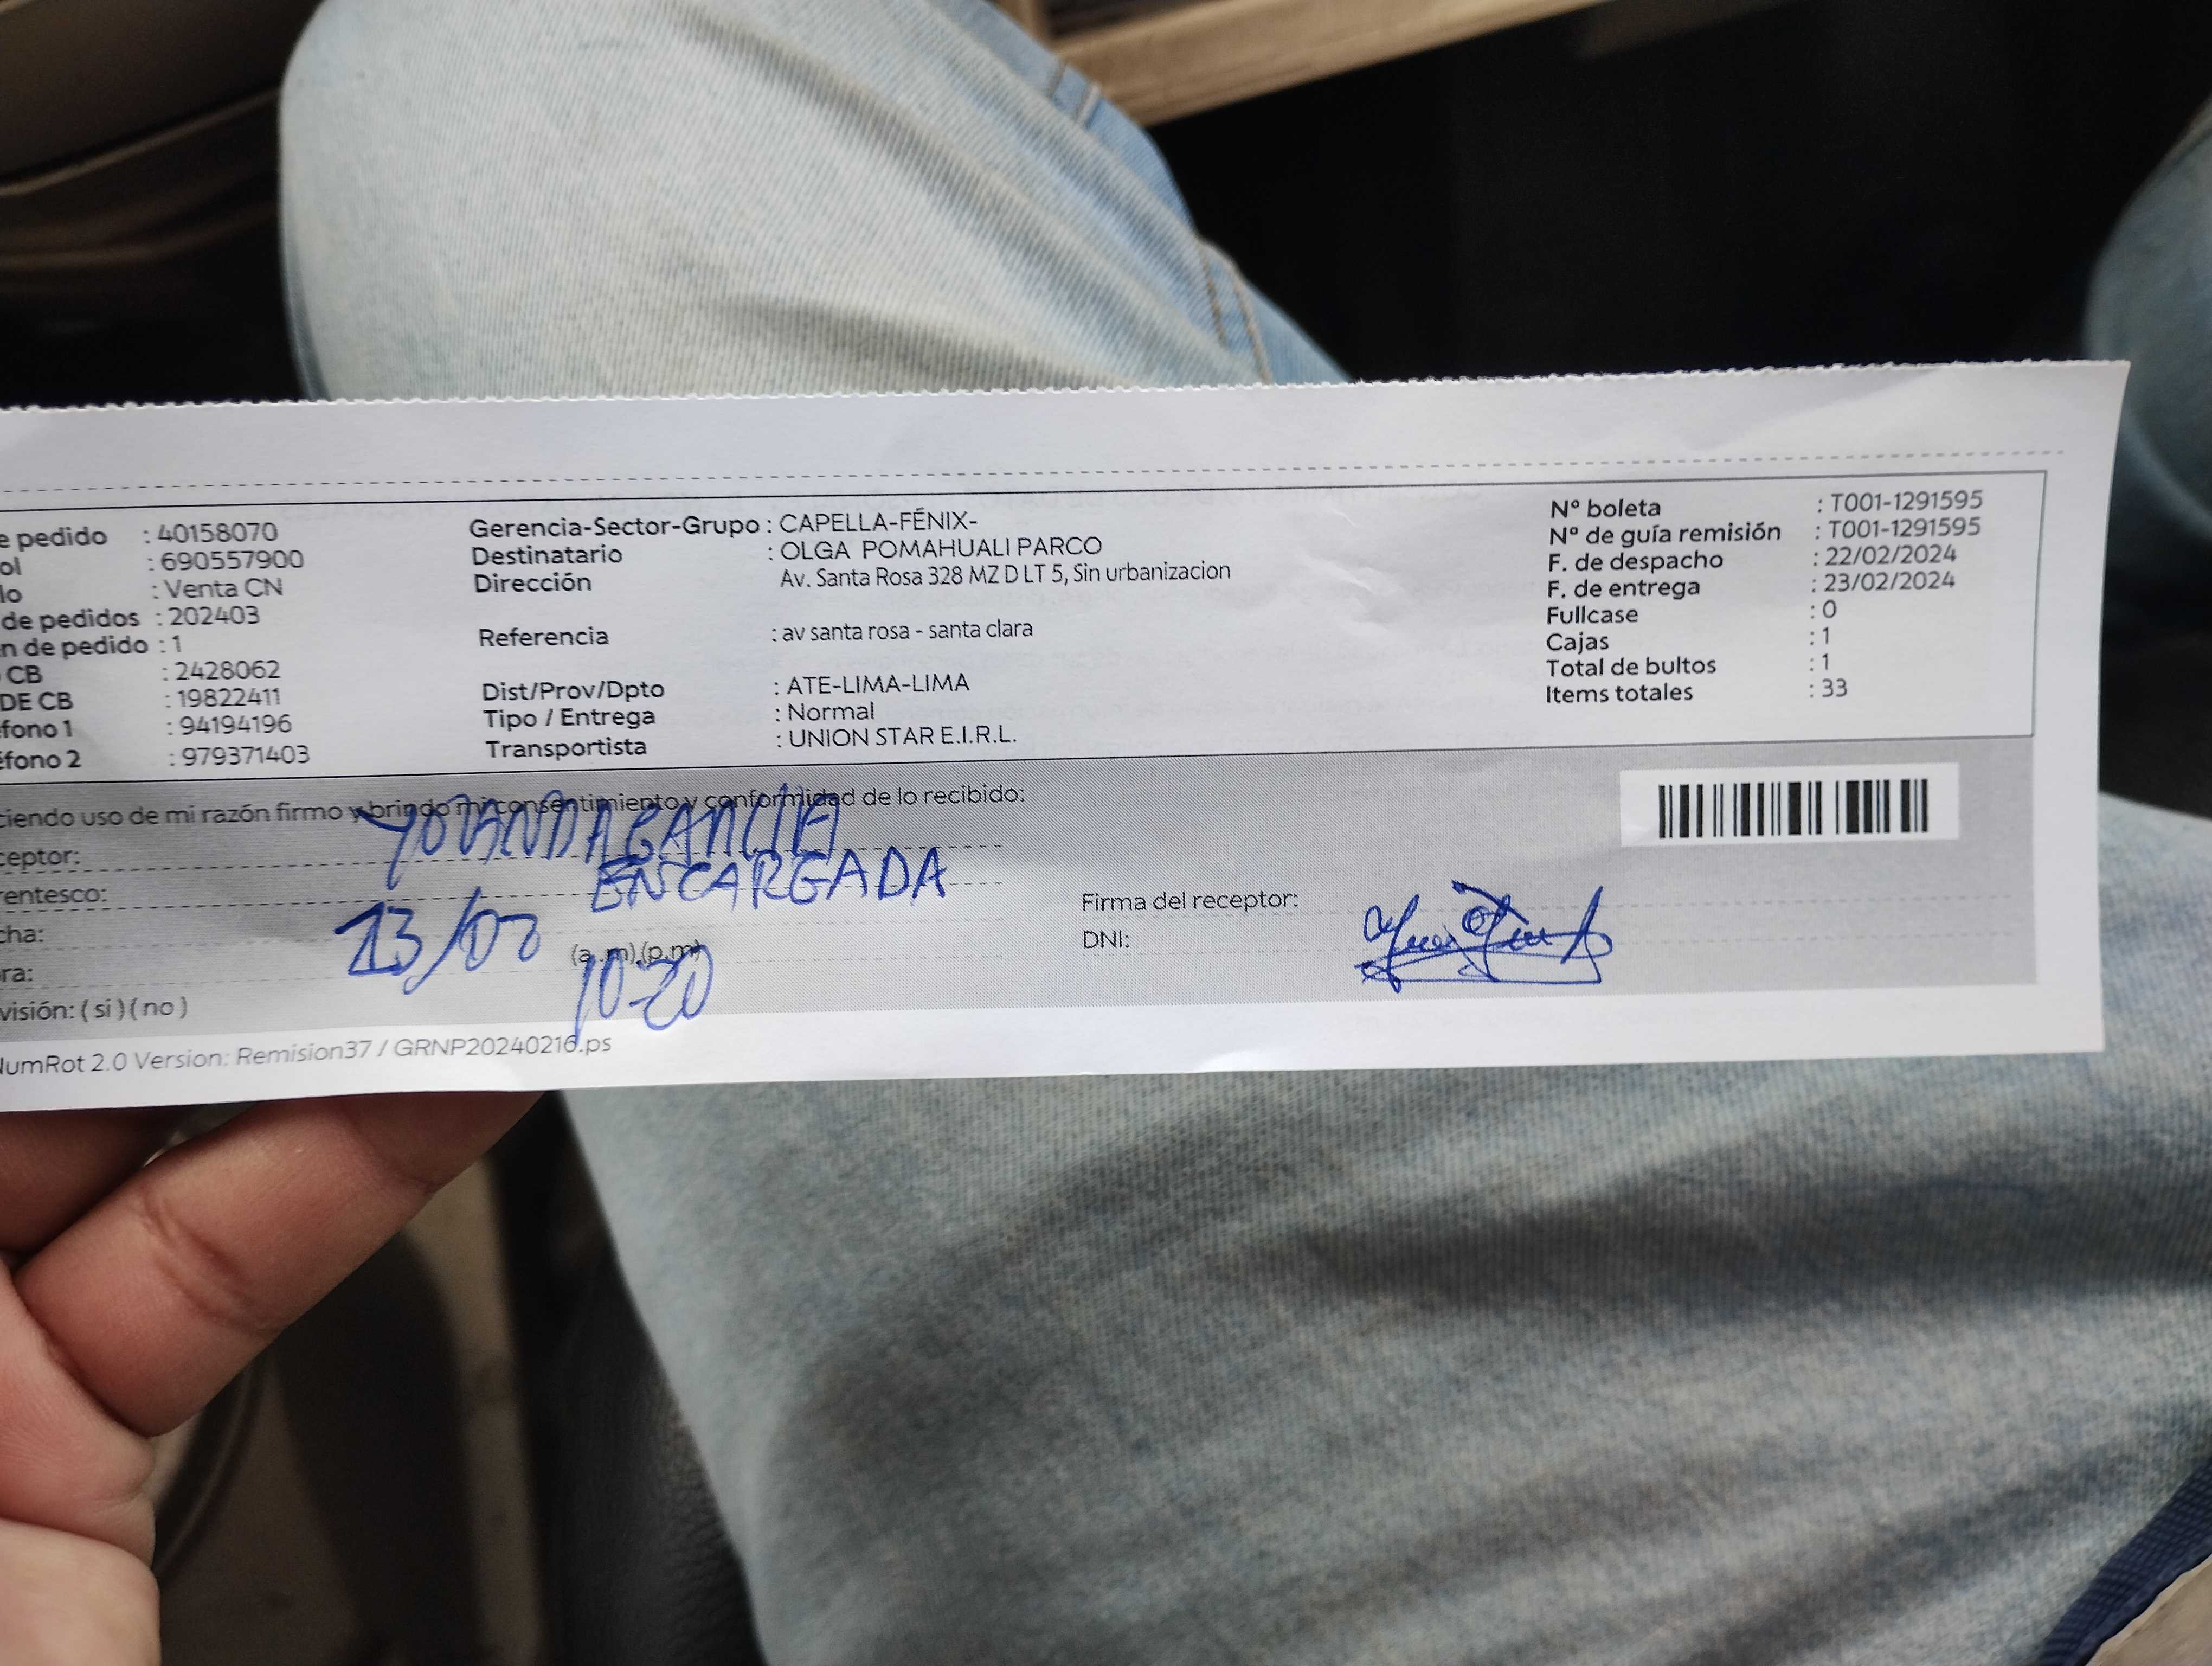 e pedido : 40158070
ol : 690557900
lo : Venta CN
de pedidos : 202403
n de pedido : 1
CB : 2428062
DE CB : 19822411
fono 1 : 94194196
éfono 2 : 979371403
Gerencia-Sector-Grupo : CAPELLA-FÉNIX-
Destinatario : OLGA POMAHUALI PARCO
Dirección Av. Santa Rosa 328 MZ D LT 5, Sin urbanizacion
Referencia : av santa rosa - santa clara
Dist/Prov/Dpto : ATE-LIMA-LIMA
Tipo / Entrega : Normal
Transportista : UNION STAR E.I.R.L.
Nº boleta : T001-1291595
Nº de guía remisión : T001-1291595
F. de despacho : 22/02/2024
F. de entrega : 23/02/2024
Fullcase : 0
Cajas : 1
Total de bultos : 1
Items totales : 33
ciendo uso de mi razón firmo y brindo mi consentimiento y conformidad de lo recibido:
ceptor:
rentesco: ENCARGADA
cha:
ra: (a.m) (p.m) 10-20
visión: ( si ) ( no )
Firma del receptor:
DNI:
NumRot 2.0 Version: Remision37 / GRNP20240216.ps